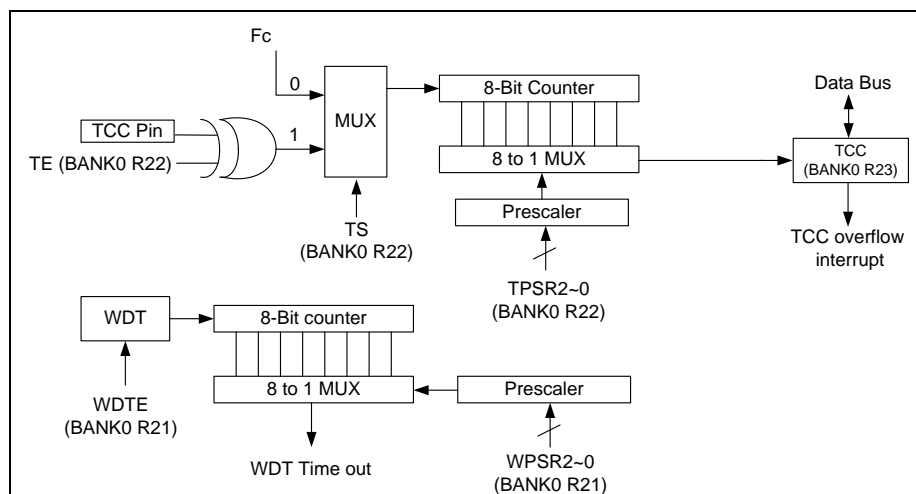 Fc
0
MUX
8-Bit Counter
Data Bus
TCC Pin
1
TE (BANK0 R22)
8 to 1 MUX
TCC
(BANK0 R23)
TS
(BANK0 R22)
Prescaler
TCC overflow
interrupt
TPSR2~0
(BANK0 R22)
WDT
8-Bit counter
8 to 1 MUX
Prescaler
WDTE
(BANK0 R21)
WDT Time out
WPSR2~0
(BANK0 R21)